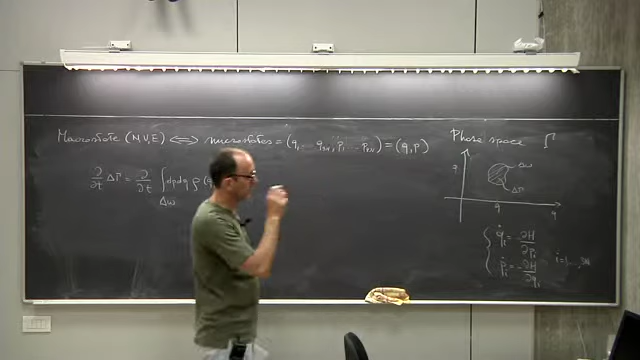 Macrostate (N,V,E) ⟺ microstates = (q₁ ... q₃ₙ, p₁ ... p₃ₙ) = (q, p)
Phase space Γ
p
Δω
ΔP
q
q
∂/∂t ΔP = ∂/∂t ∫ dpdq ρ (q
Δω
q̇ᵢ = ∂H/∂pᵢ
ṗᵢ = -∂H/∂qᵢ i=1,...,3N